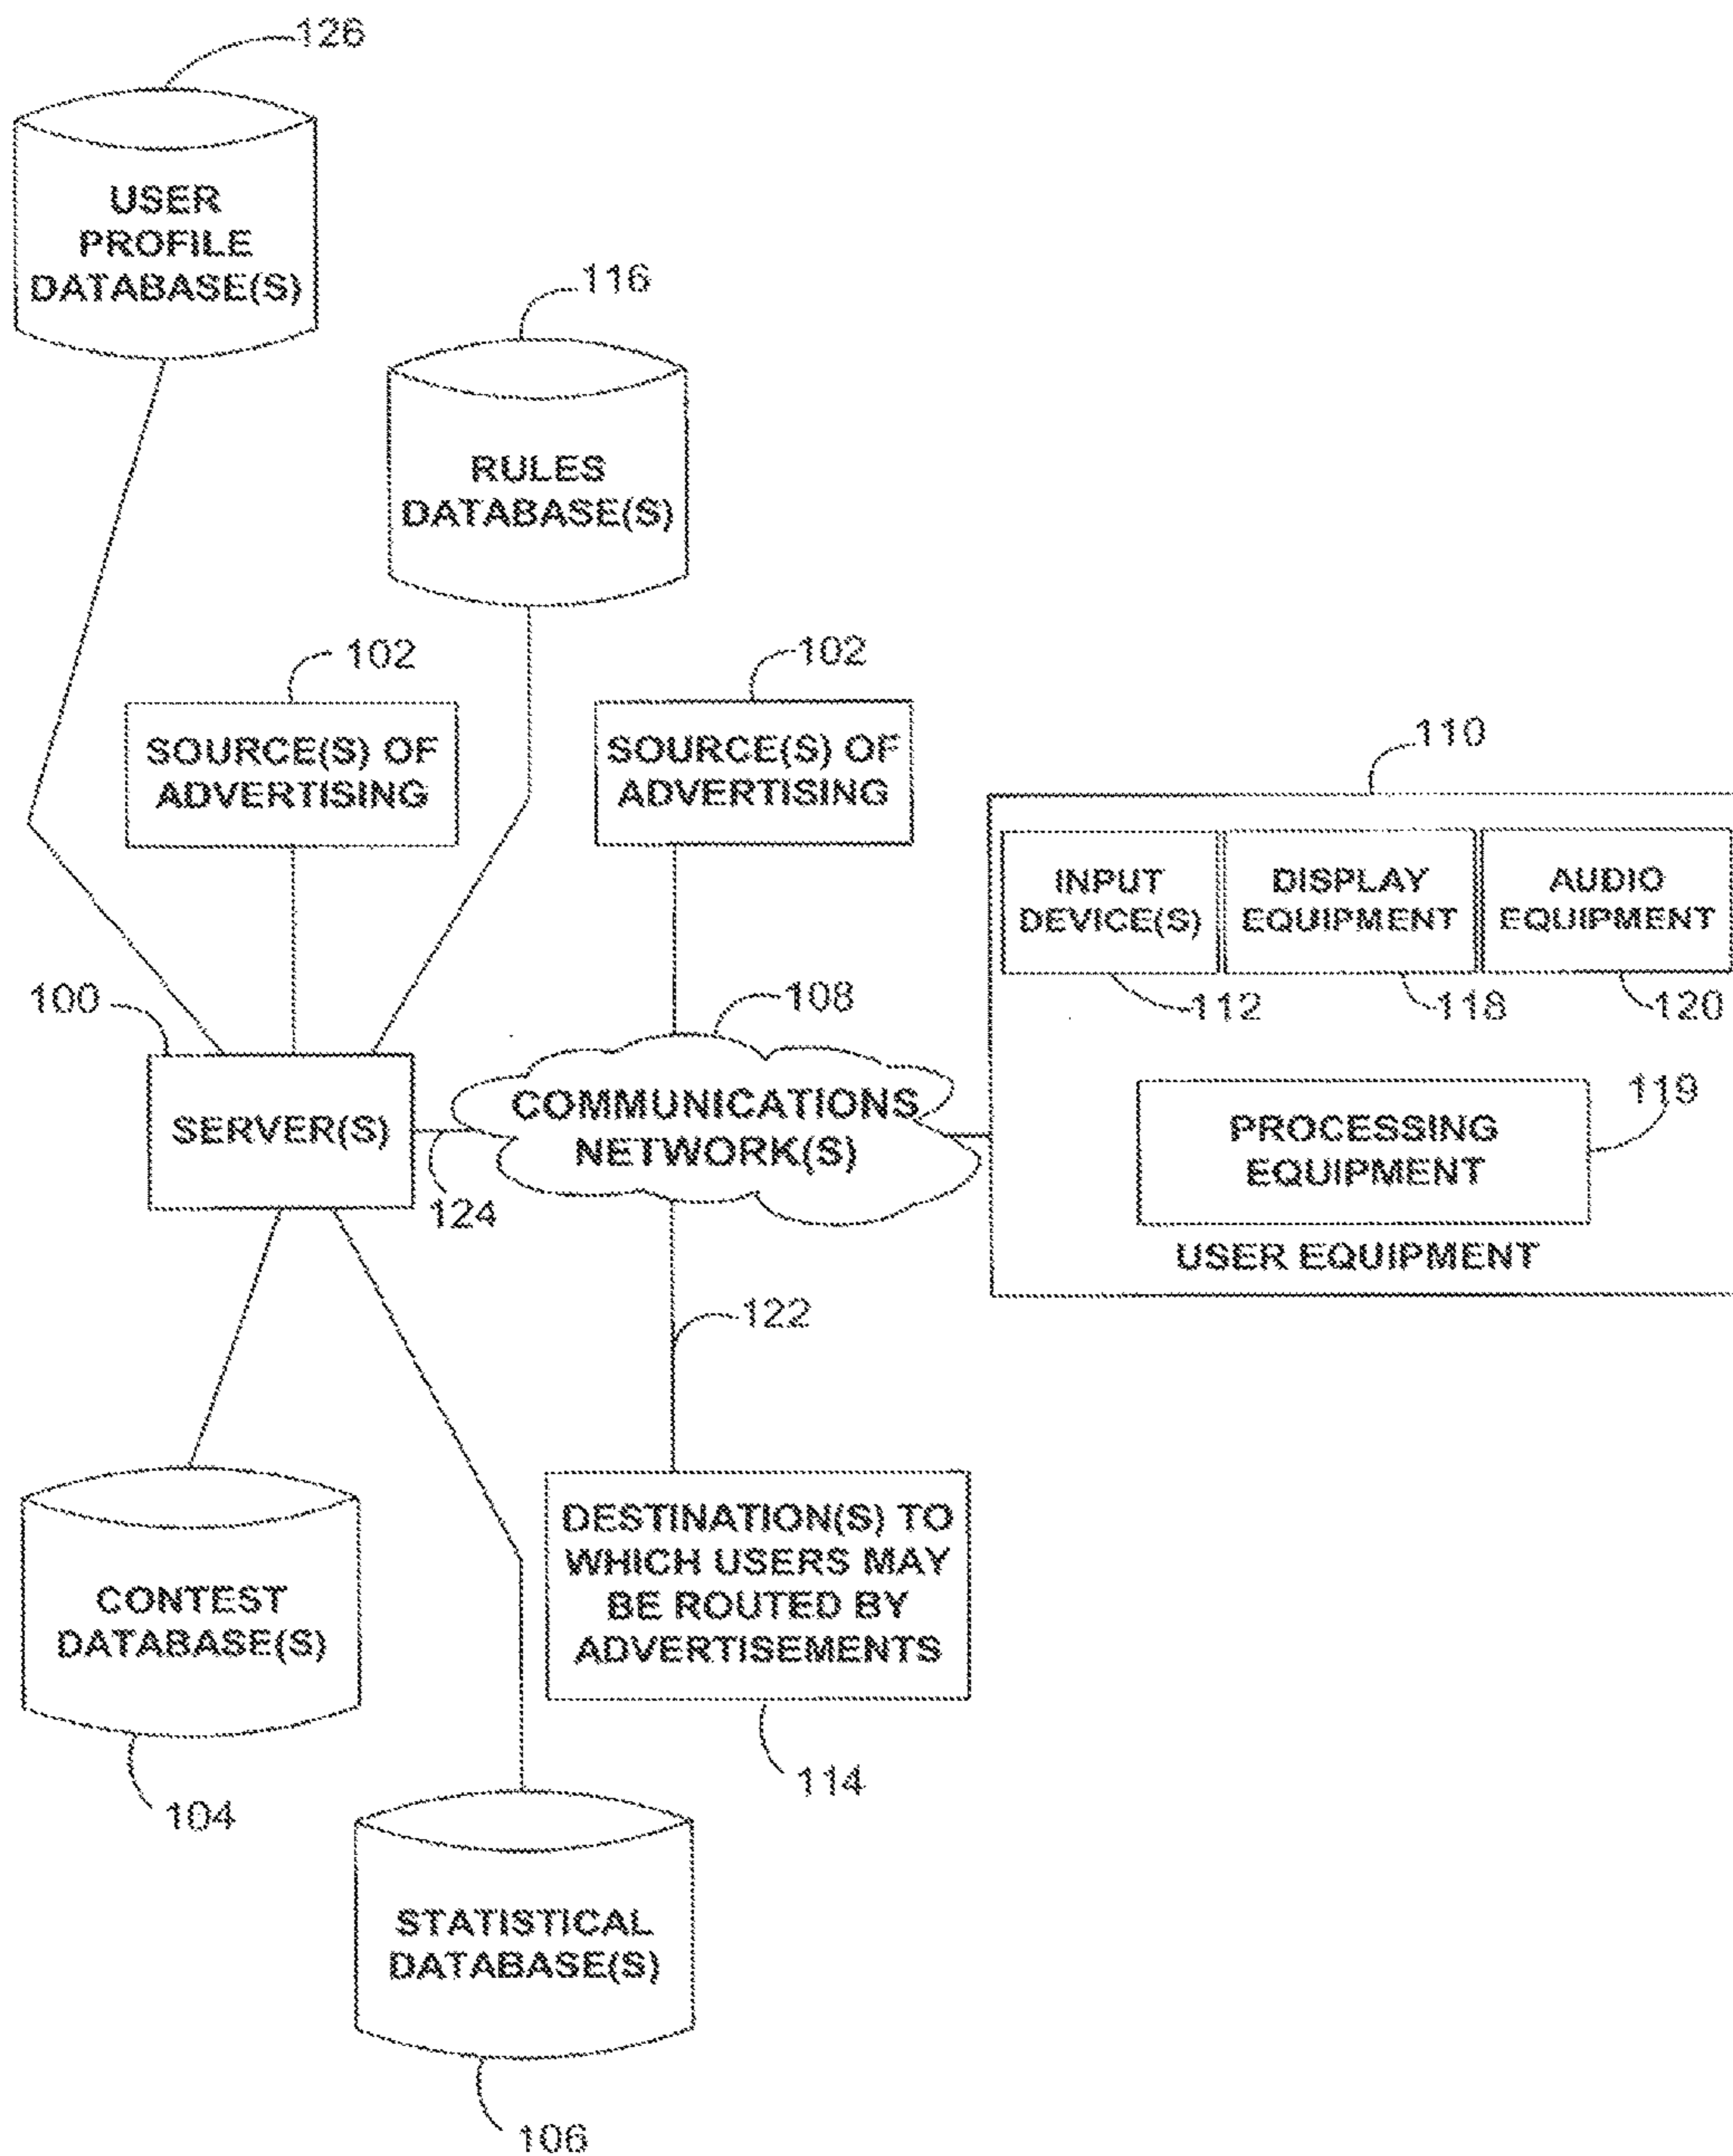 126
USER
PROFILE
DATABASE(S)
116
RULES
DATABASE(S)
102
SOURCE(S) OF
ADVERTISING
102
SOURCE(S) OF
ADVERTISING
110
INPUT
DEVICE(S)
DISPLAY
EQUIPMENT
AUDIO
EQUIPMENT
112
118
120
100
SERVER(S)
108
COMMUNICATIONS
NETWORK(S)
124
119
PROCESSING
EQUIPMENT
USER EQUIPMENT
122
CONTEST
DATABASE(S)
104
DESTINATION(S) TO
WHICH USERS MAY
BE ROUTED BY
ADVERTISEMENTS
114
STATISTICAL
DATABASE(S)
106